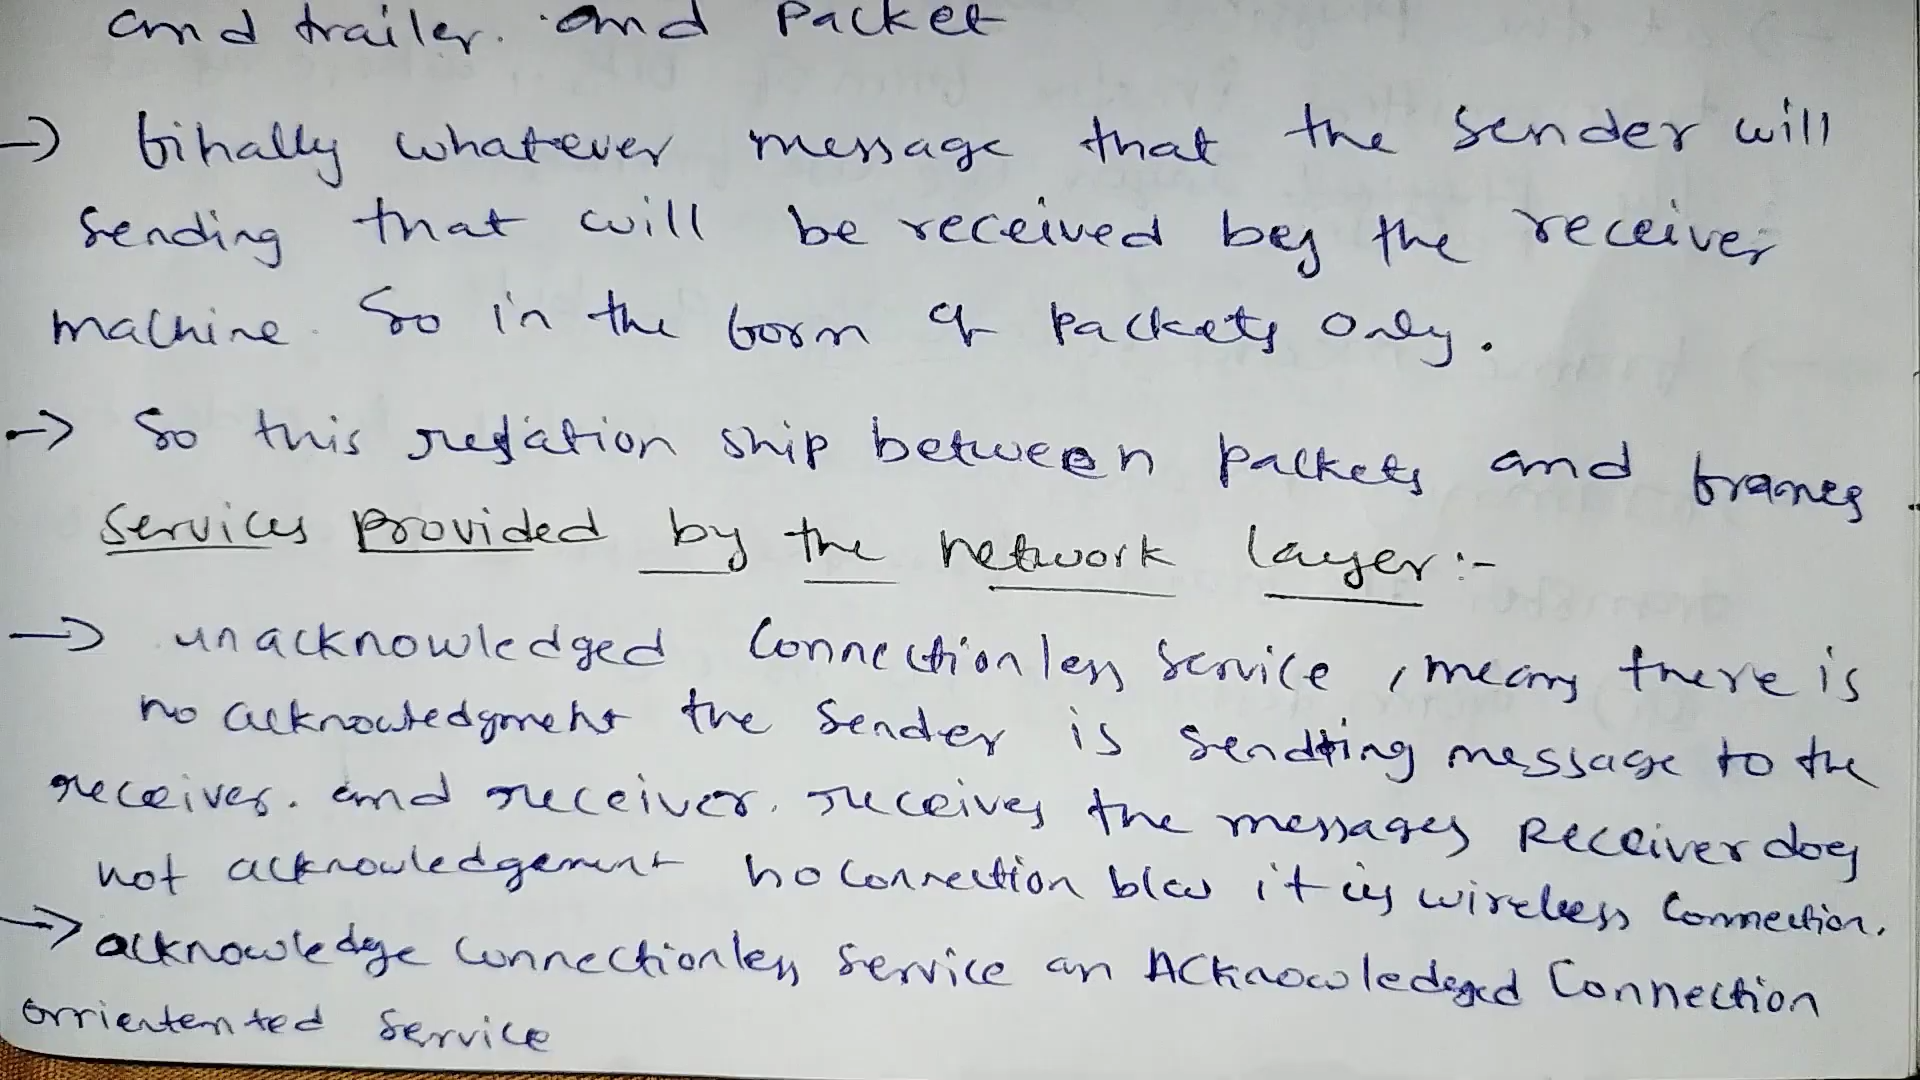 and trailer. and Packet
→ finally whatever message that the sender will
sending that will be received by the receiver
machine. So in the form of packets only.
→ So this relation ship between packets and frames
Services Provided by the network layer:-
→ unacknowledged Connectionless Service, means there is
no acknowledgment the Sender is sending message to the
receiver. and receiver. receives the messages Receiver does
not acknowledgement no connection b/w it is wireless connection.
→ acknowledge connectionless Service an Acknowledged Connection
orrientented Service